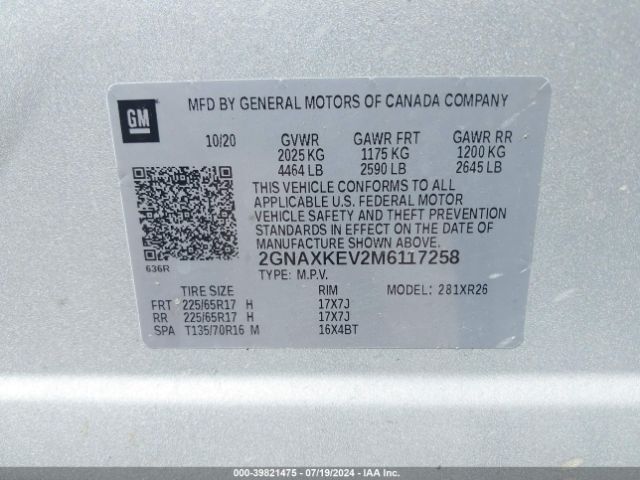 GM
MFD BY GENERAL MOTORS OF CANADA COMPANY
10/20 GVWR GAWR FRT GAWR RR
2025 KG 1175 KG 1200 KG
4464 LB 2590 LB 2645 LB
THIS VEHICLE CONFORMS TO ALL
APPLICABLE U.S. FEDERAL MOTOR
VEHICLE SAFETY AND THEFT PREVENTION
STANDARDS IN EFFECT ON THE DATE
OF MANUFACTURE SHOWN ABOVE.
636R
2GNAXKEV2M6117258
TYPE: M.P.V.
TIRE SIZE RIM MODEL: 281XR26
FRT 225/65R17 H 17X7J
RR 225/65R17 H 17X7J
SPA T135/70R16 M 16X4BT
000-39821475 - 07/19/2024 - IAAI.com